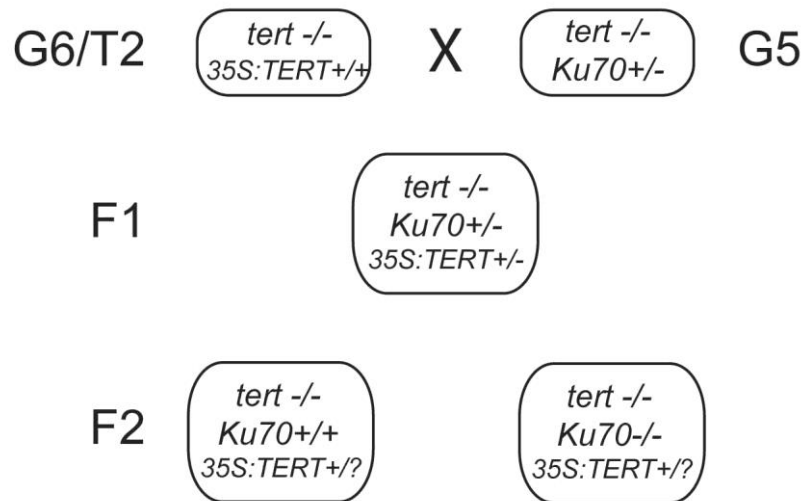 G6/T2
tert -/-
35S:TERT+/+
X
tert -/-
Ku70+/-
G5
F1
tert -/-
Ku70+/-
35S:TERT+/-
F2
tert -/-
Ku70+/+
35S:TERT+/?
tert -/-
Ku70-/-
35S:TERT+/?